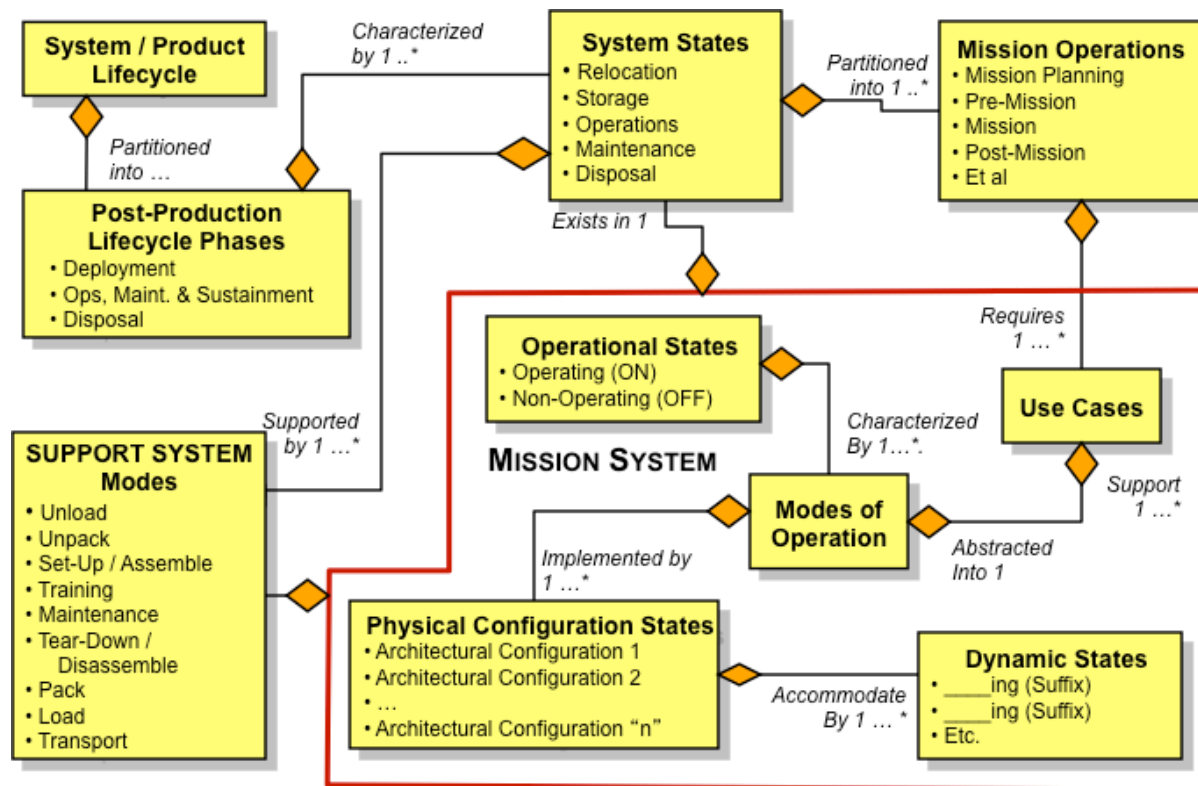 System / Product
Lifecycle
Characterized
by 1 ..*
System States
• Relocation
• Storage
• Operations
• Maintenance
• Disposal
Partitioned
into 1 ..*
Mission Operations
• Mission Planning
• Pre-Mission
• Mission
• Post-Mission
• Et al
Partitioned
into …
Post-Production
Lifecycle Phases
• Deployment
• Ops, Maint. & Sustainment
• Disposal
Exists in 1
Requires
1 … *
Operational States
• Operating (ON)
• Non-Operating (OFF)
Use Cases
Supported
by 1 …*
Characterized
By 1…*.
MISSION SYSTEM
SUPPORT SYSTEM
Modes
• Unload
• Unpack
• Set-Up / Assemble
• Training
• Maintenance
• Tear-Down /
Disassemble
• Pack
• Load
• Transport
Modes of
Operation
Support
1 …*
Abstracted
Into 1
Implemented by
1 …*
Physical Configuration States
• Architectural Configuration 1
• Architectural Configuration 2
• …
• Architectural Configuration “n”
Accommodate
By 1 … *
Dynamic States
• ____ing (Suffix)
• ____ing (Suffix)
• Etc.